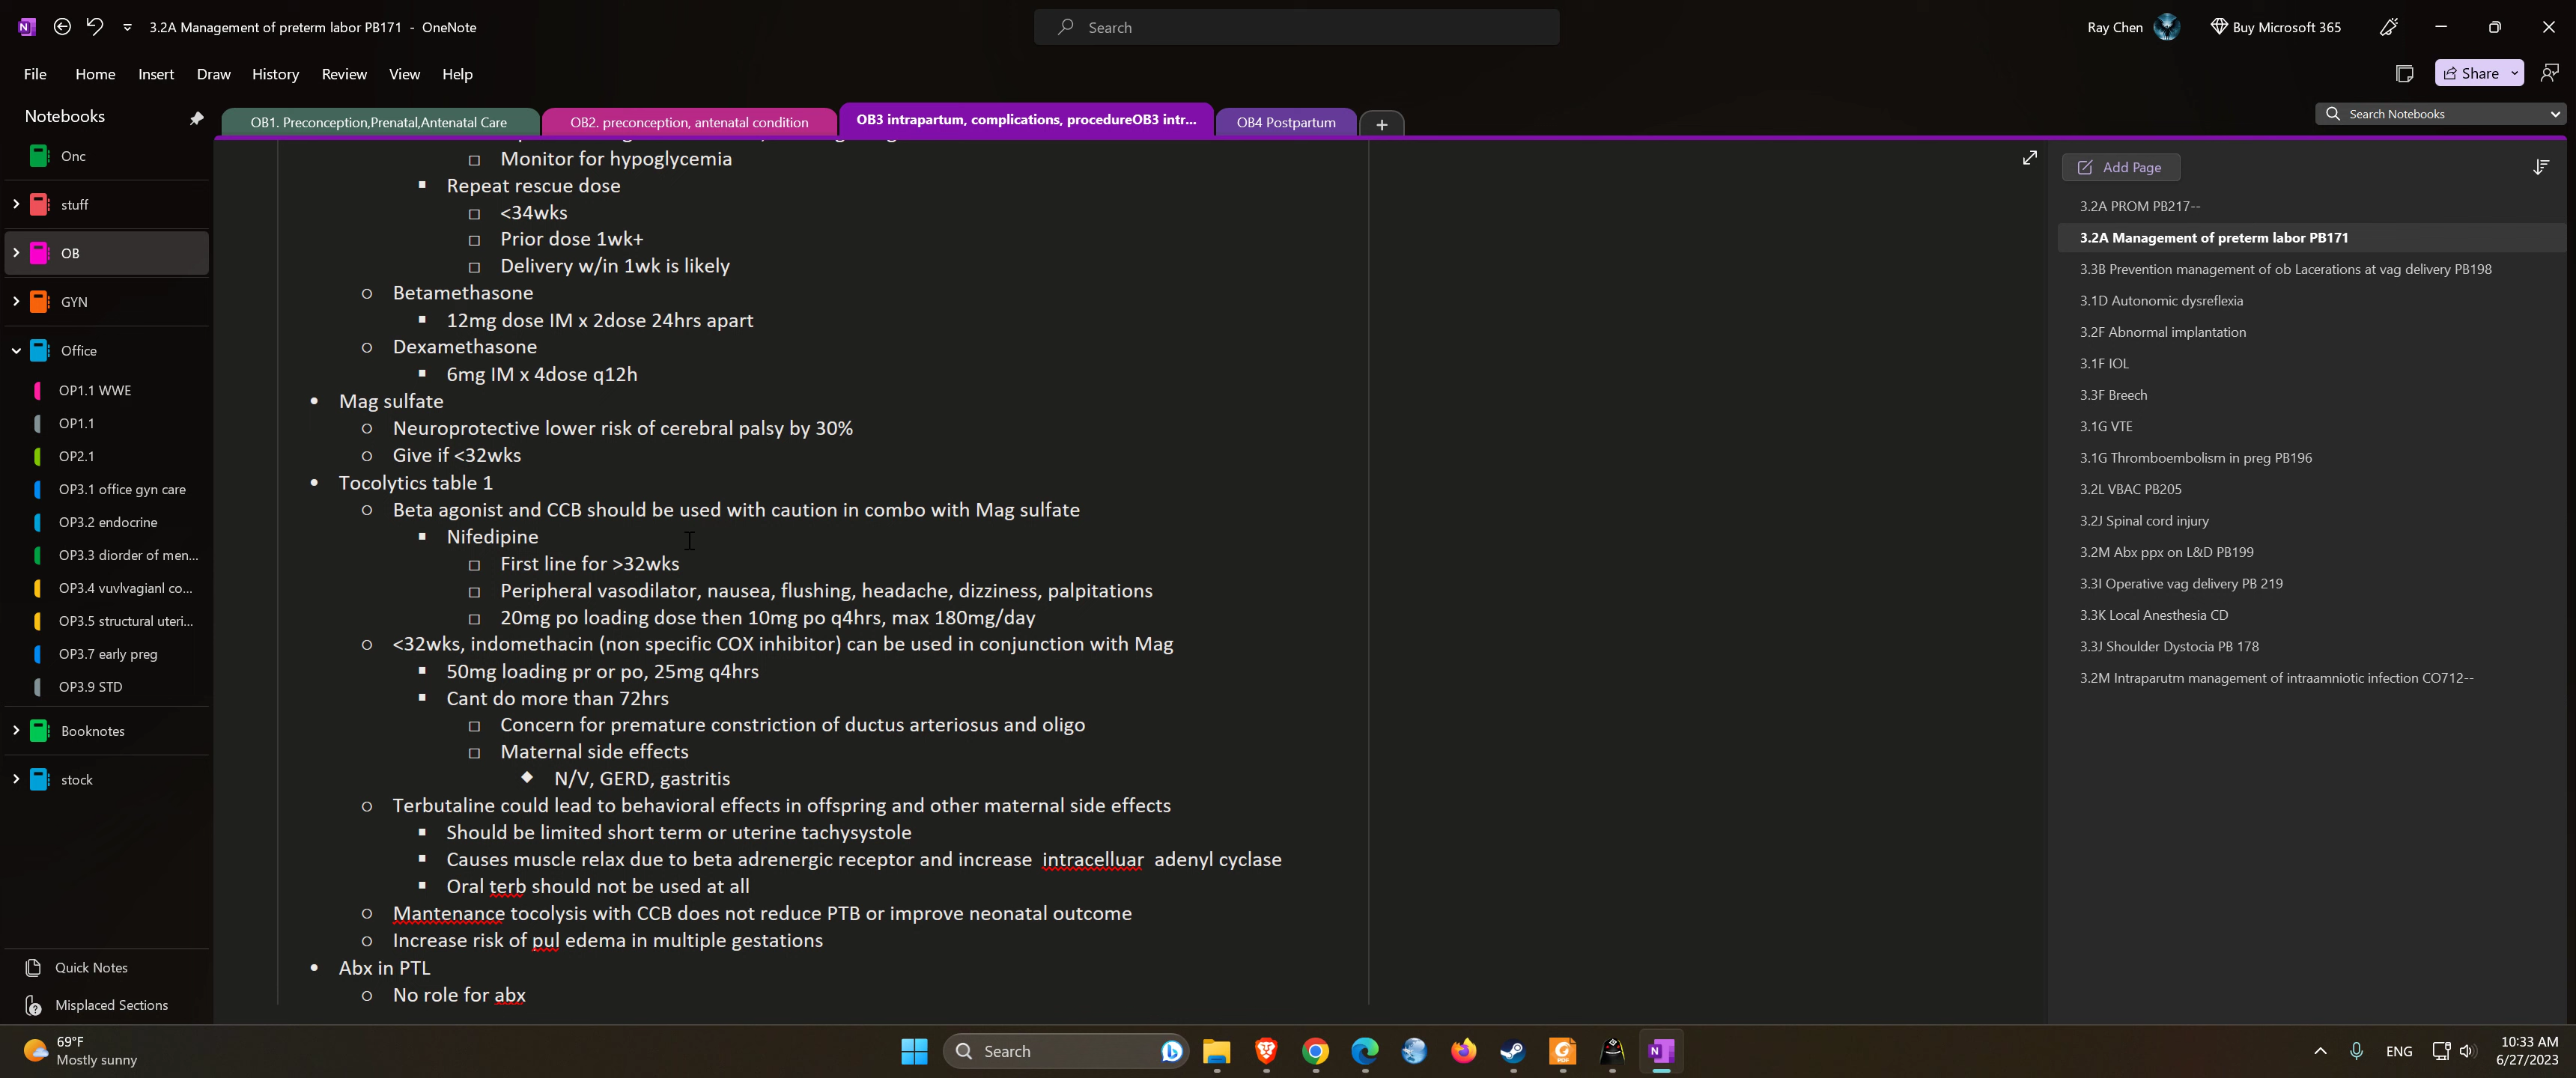 3.2A Management of preterm labor PB171 - OneNote
Search
Ray Chen
Buy Microsoft 365
File Home Insert Draw History Review View Help
Share
Notebooks
OB1. Preconception,Prenatal,Antenatal Care
OB2. preconception, antenatal condition
OB3 intrapartum, complications, procedureOB3 intr...
OB4 Postpartum
Search Notebooks
Onc
stuff
OB
GYN
Office
OP1.1 WWE
OP1.1
OP2.1
OP3.1 office gyn care
OP3.2 endocrine
OP3.3 diorder of men...
OP3.4 vuvlvagianl co...
OP3.5 structural uteri...
OP3.7 early preg
OP3.9 STD
Booknotes
stock
Quick Notes
Misplaced Sections
Monitor for hypoglycemia
Repeat rescue dose
<34wks
Prior dose 1wk+
Delivery w/in 1wk is likely
Betamethasone
12mg dose IM x 2dose 24hrs apart
Dexamethasone
6mg IM x 4dose q12h
Mag sulfate
Neuroprotective lower risk of cerebral palsy by 30%
Give if <32wks
Tocolytics table 1
Beta agonist and CCB should be used with caution in combo with Mag sulfate
Nifedipine
First line for >32wks
Peripheral vasodilator, nausea, flushing, headache, dizziness, palpitations
20mg po loading dose then 10mg po q4hrs, max 180mg/day
<32wks, indomethacin (non specific COX inhibitor) can be used in conjunction with Mag
50mg loading pr or po, 25mg q4hrs
Cant do more than 72hrs
Concern for premature constriction of ductus arteriosus and oligo
Maternal side effects
N/V, GERD, gastritis
Terbutaline could lead to behavioral effects in offspring and other maternal side effects
Should be limited short term or uterine tachysystole
Causes muscle relax due to beta adrenergic receptor and increase intracelluar adenyl cyclase
Oral terb should not be used at all
Mantenance tocolysis with CCB does not reduce PTB or improve neonatal outcome
Increase risk of pul edema in multiple gestations
Abx in PTL
No role for abx
Add Page
3.2A PROM PB217--
3.2A Management of preterm labor PB171
3.3B Prevention management of ob Lacerations at vag delivery PB198
3.1D Autonomic dysreflexia
3.2F Abnormal implantation
3.1F IOL
3.3F Breech
3.1G VTE
3.1G Thromboembolism in preg PB196
3.2L VBAC PB205
3.2J Spinal cord injury
3.2M Abx ppx on L&D PB199
3.3I Operative vag delivery PB 219
3.3K Local Anesthesia CD
3.3J Shoulder Dystocia PB 178
3.2M Intraparutm management of intraamniotic infection CO712--
69°F
Mostly sunny
Search
PDF
ENG
10:33 AM
6/27/2023